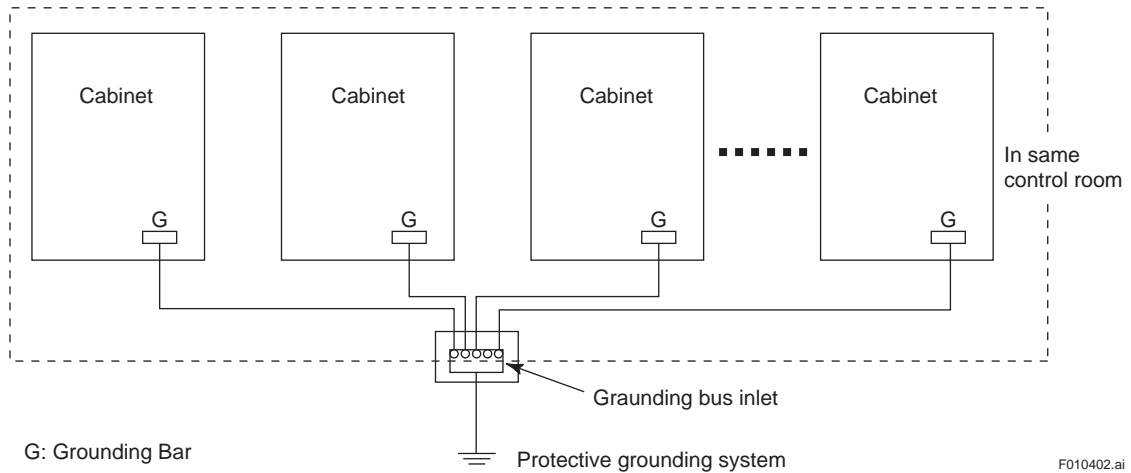 Cabinet
Cabinet
Cabinet
Cabinet
In same
control room
G
G
G
G
Graunding bus inlet
G: Grounding Bar
Protective grounding system
F010402.ai